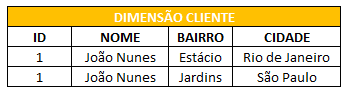 DIMENSÃO CLIENTE
ID NOME BAIRRO CIDADE
1 João Nunes Estácio Rio de Janeiro
1 João Nunes Jardins São Paulo